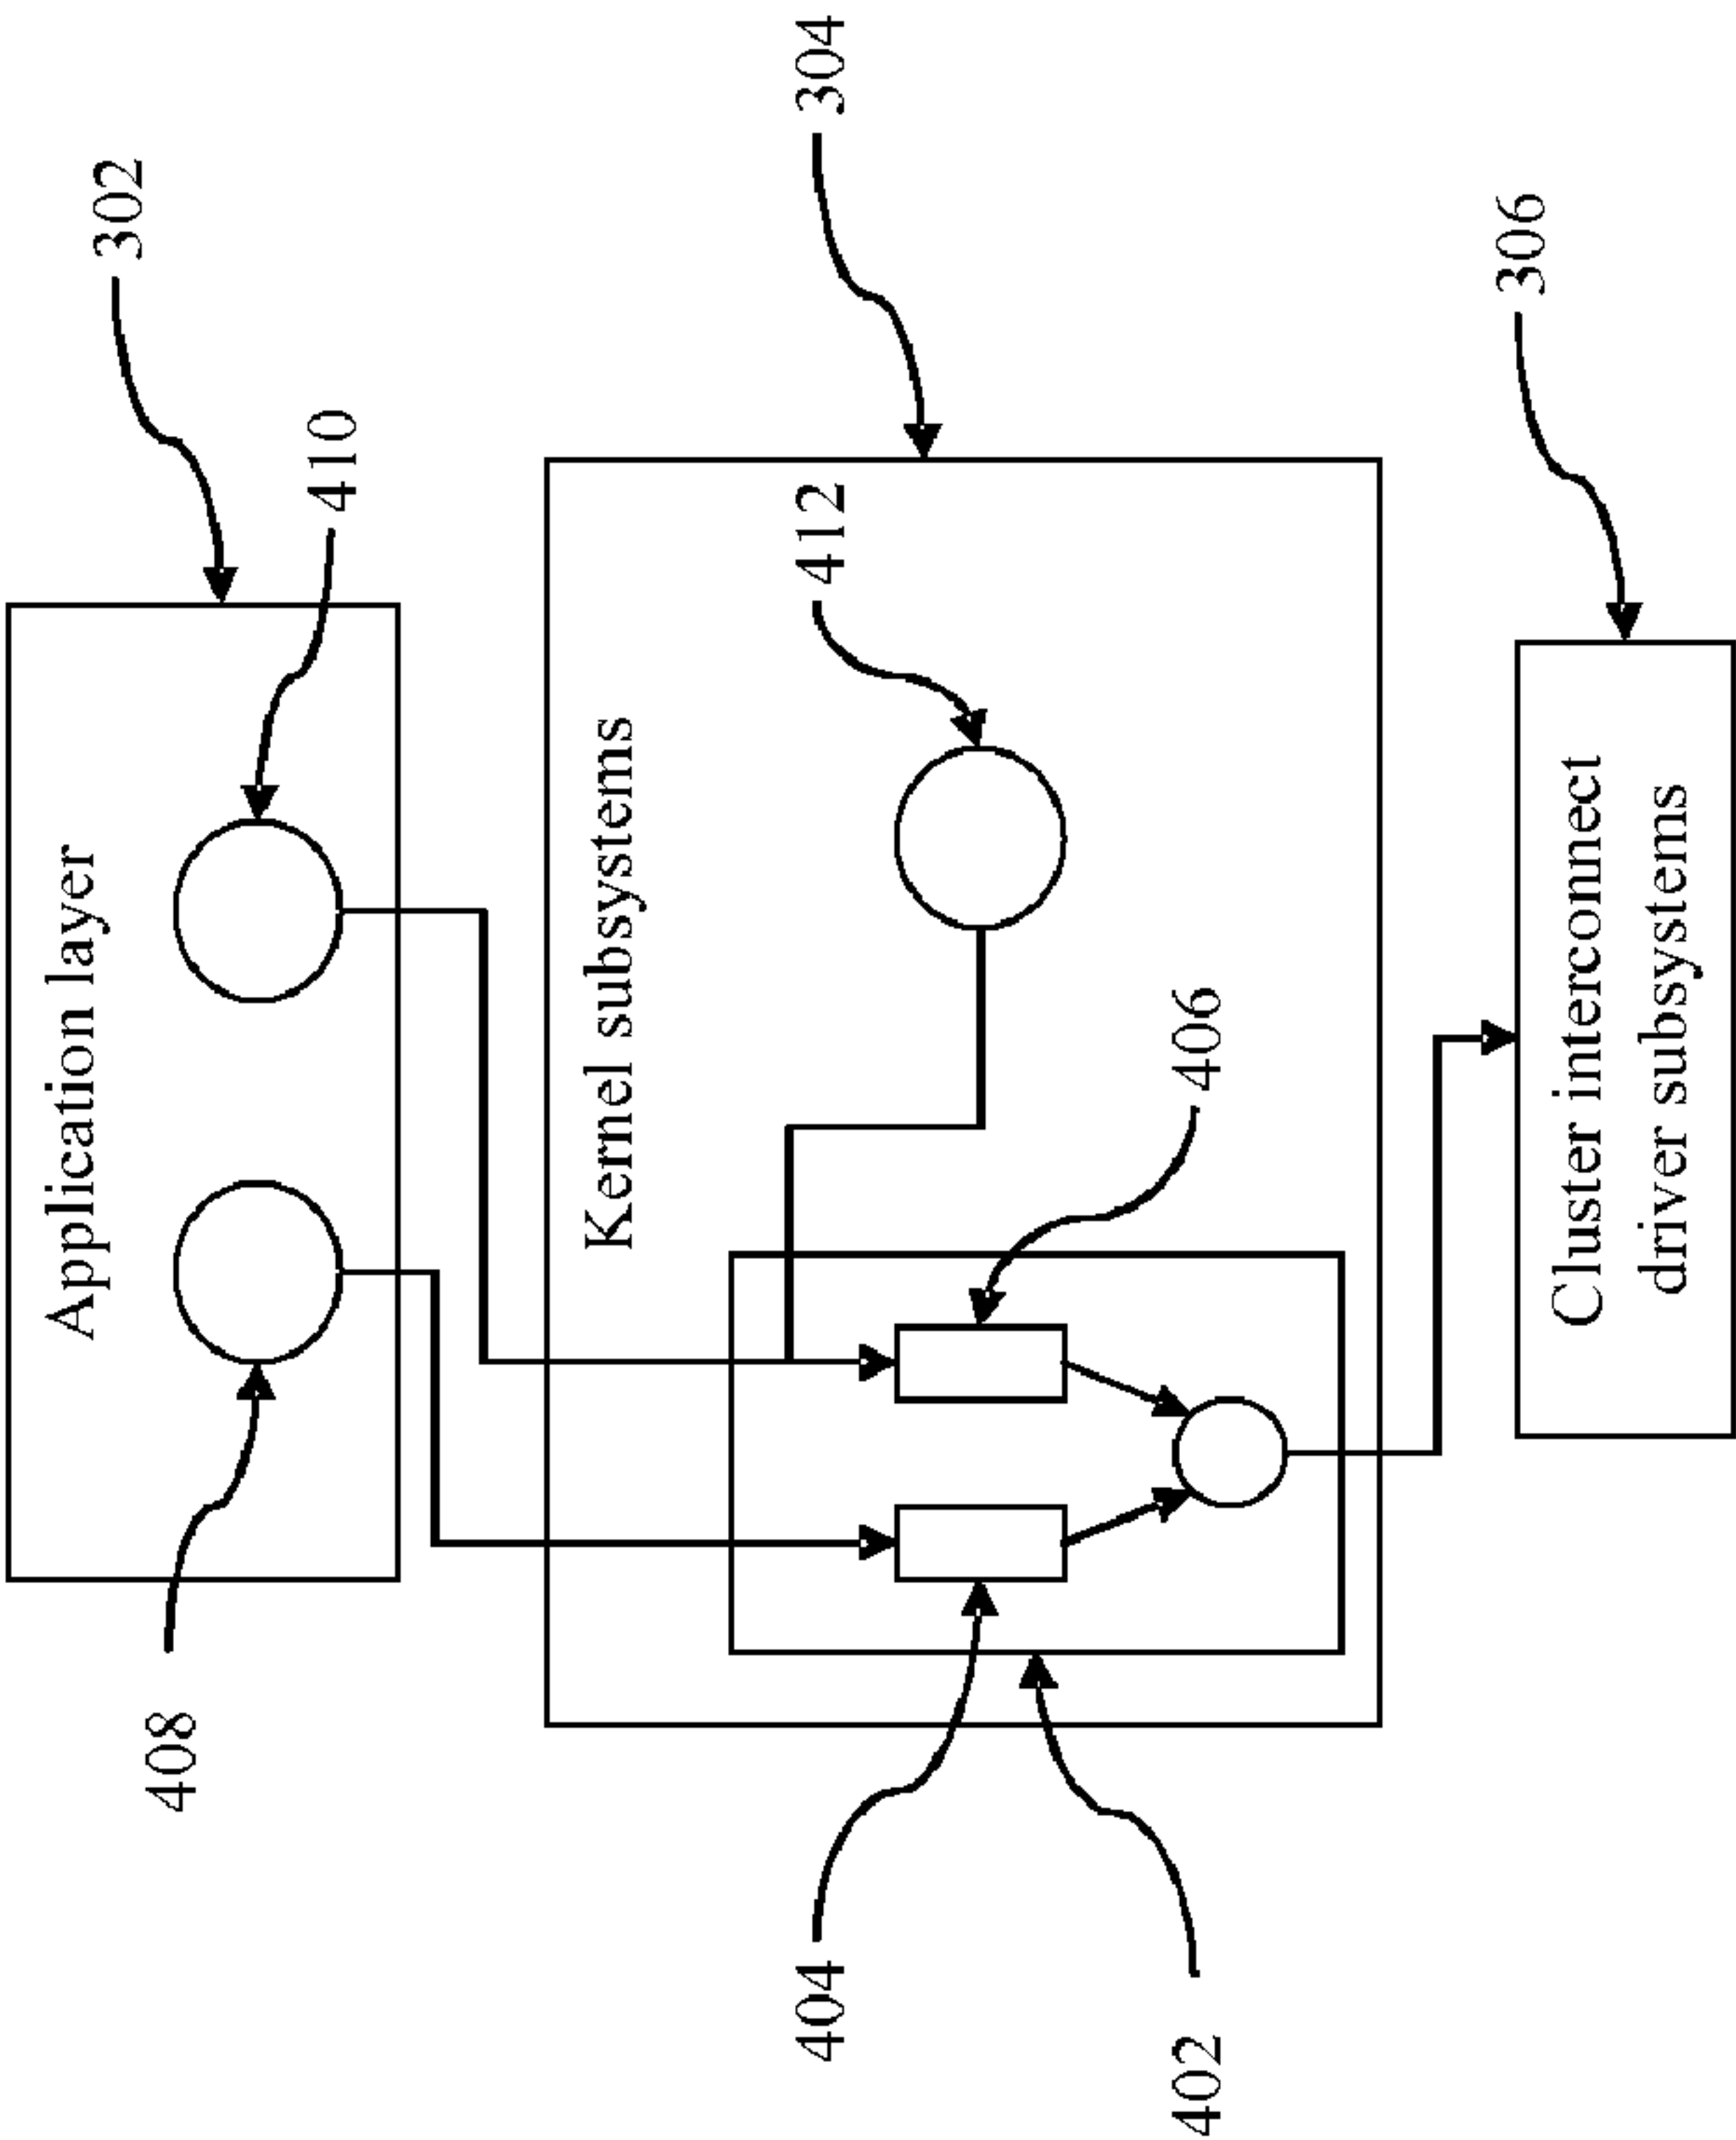 Application layer
302
408
410
Kernel subsystems
404
412
304
402
406
306
Cluster interconnect
driver subsystems